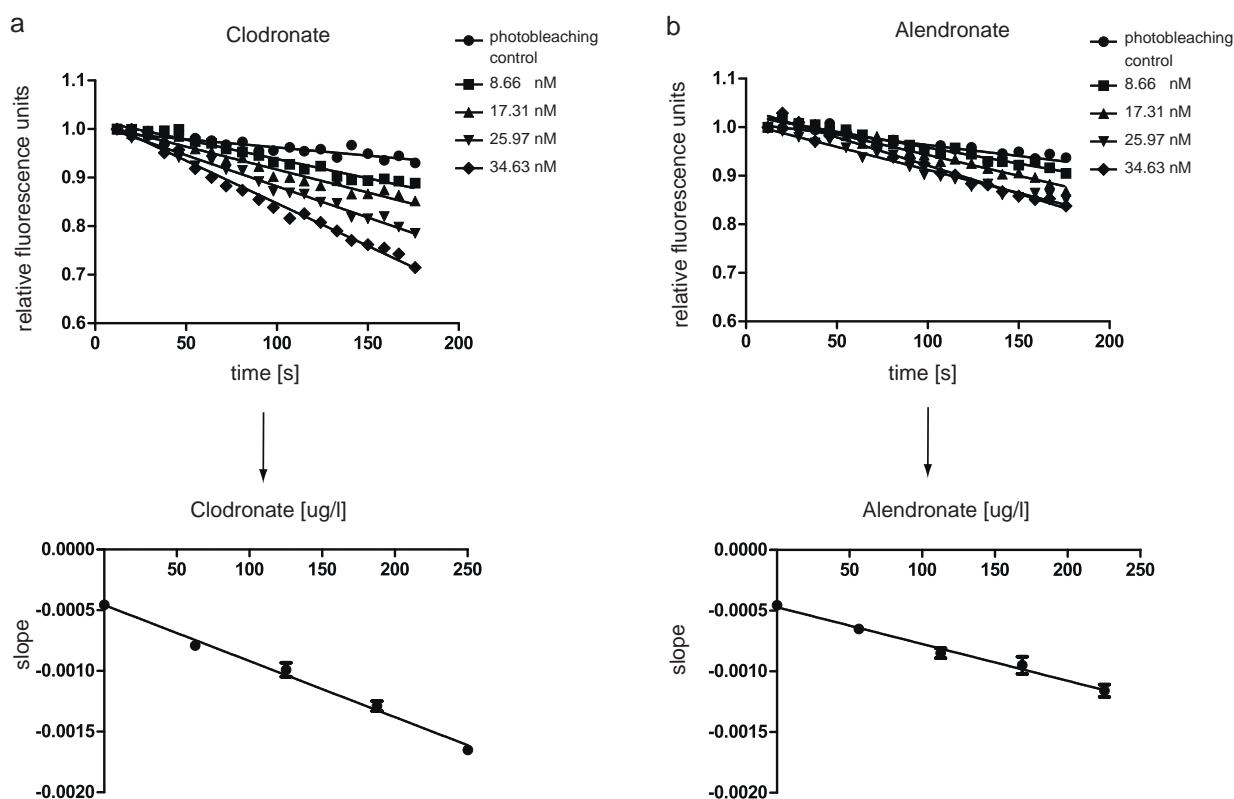 a
Clodronate
photobleaching
control
8.66 nM
17.31 nM
25.97 nM
34.63 nM
relative fluorescence units
1.1
1.0
0.9
0.8
0.7
0.6
0
50
100
150
200
time [s]
Clodronate [ug/l]
0.0000
50
100
150
200
250
-0.0005
-0.0010
-0.0015
-0.0020
slope
b
Alendronate
photobleaching
control
8.66 nM
17.31 nM
25.97 nM
34.63 nM
relative fluorescence units
1.1
1.0
0.9
0.8
0.7
0.6
0
50
100
150
200
time [s]
Alendronate [ug/l]
0.0000
50
100
150
200
250
-0.0005
-0.0010
-0.0015
-0.0020
slope